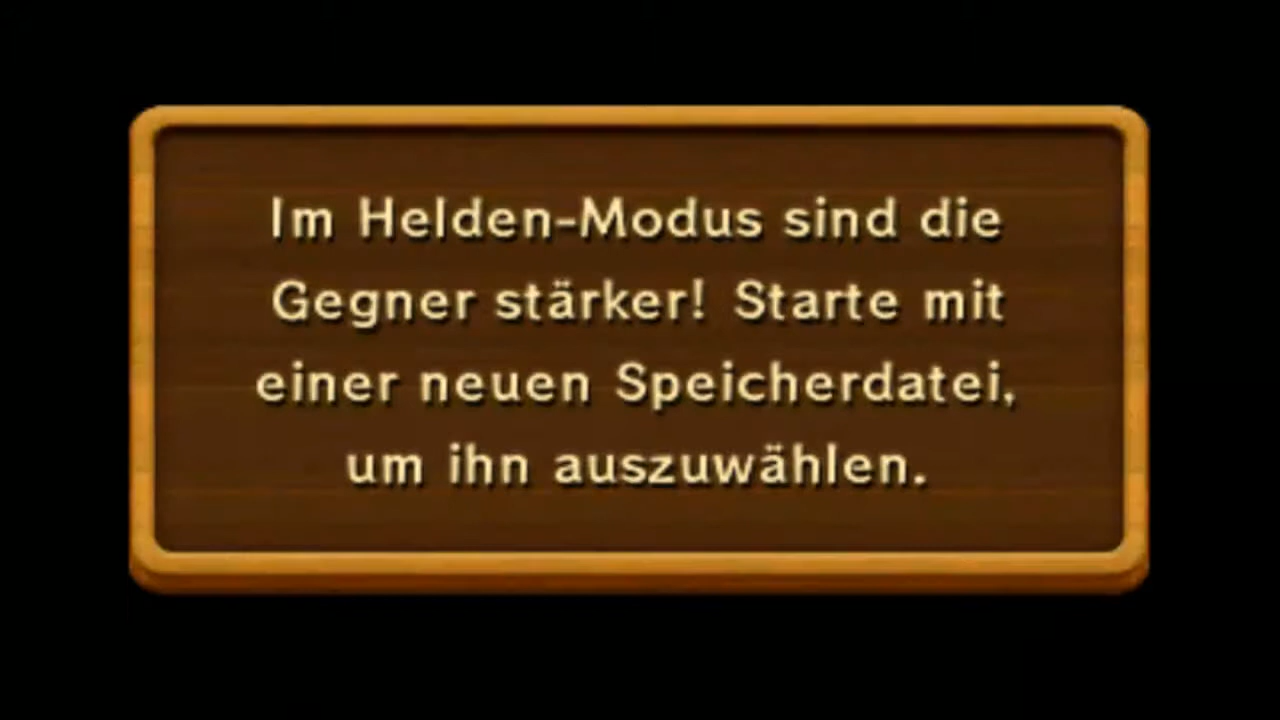 Im Helden-Modus sind die
Gegner stärker! Starte mit
einer neuen Speicherdatei,
um ihn auszuwählen.